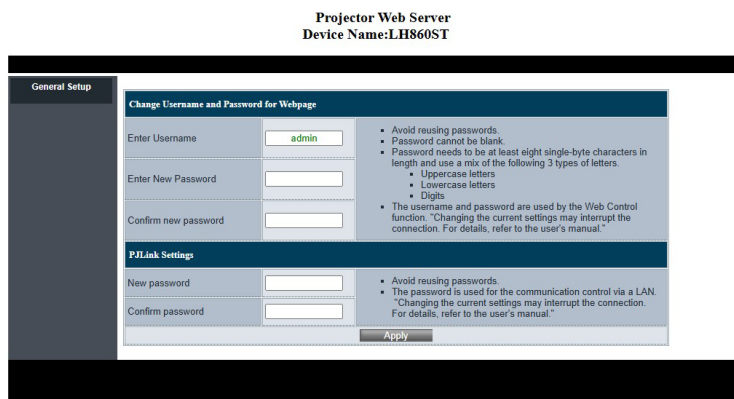 Projector Web Server
Device Name:LH860ST
General Setup
Change Username and Password for Webpage
Enter Username
admin
Enter New Password
Confirm new password
Avoid reusing passwords.
Password cannot be blank.
Password needs to be at least eight single-byte characters in
length and use a mix of the following 3 types of letters.
Uppercase letters
Lowercase letters
Digits
The username and password are used by the Web Control
function. "Changing the current settings may interrupt the
connection. For details, refer to the user's manual."
PJLink Settings
New password
Confirm password
Avoid reusing passwords.
The password is used for the communication control via a LAN.
"Changing the current settings may interrupt the connection.
For details, refer to the user's manual."
Apply